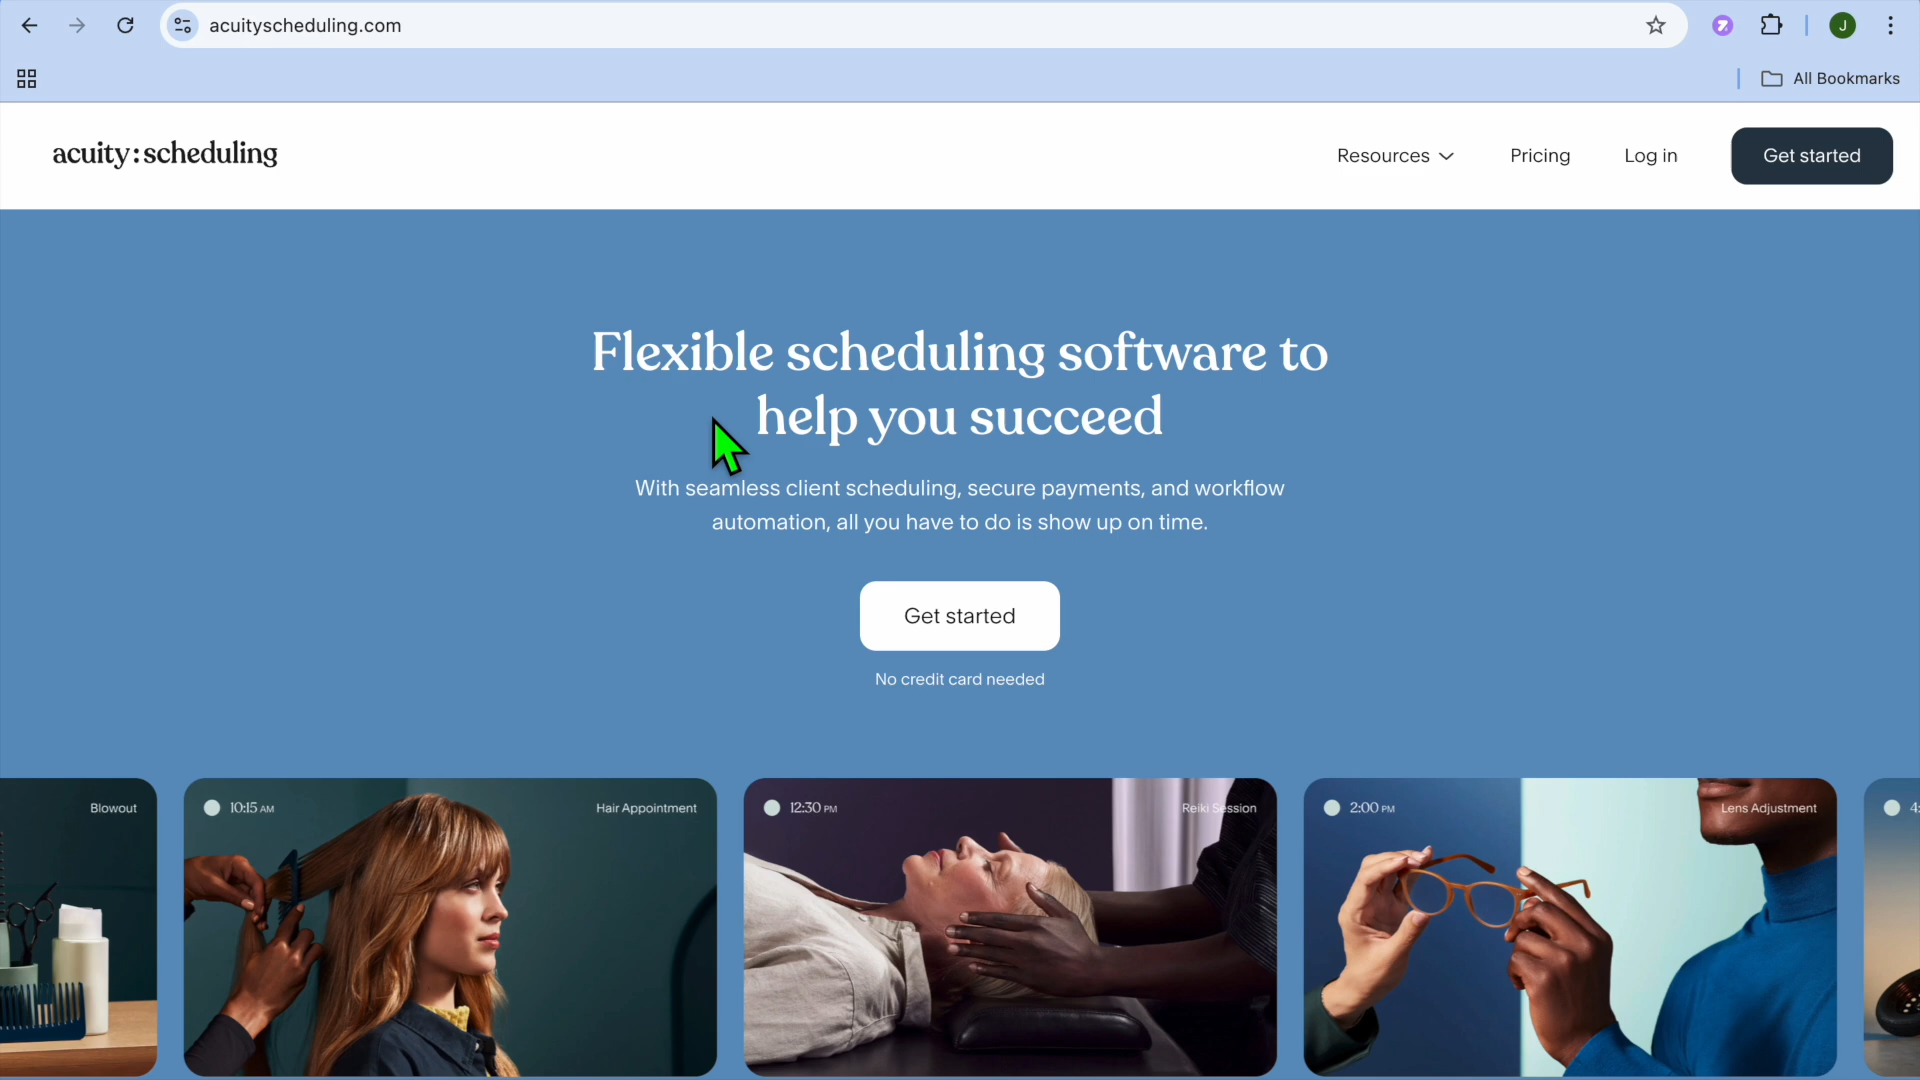 acuityscheduling.com
J
All Bookmarks
acuity:scheduling
Resources
Pricing
Log in
Get started
Flexible scheduling software to
help you succeed
With seamless client scheduling, secure payments, and workflow
automation, all you have to do is show up on time.
Get started
No credit card needed
Blowout
10:15 AM
Hair Appointment
12:30 PM
Reiki Session
2:00 PM
Lens Adjustment